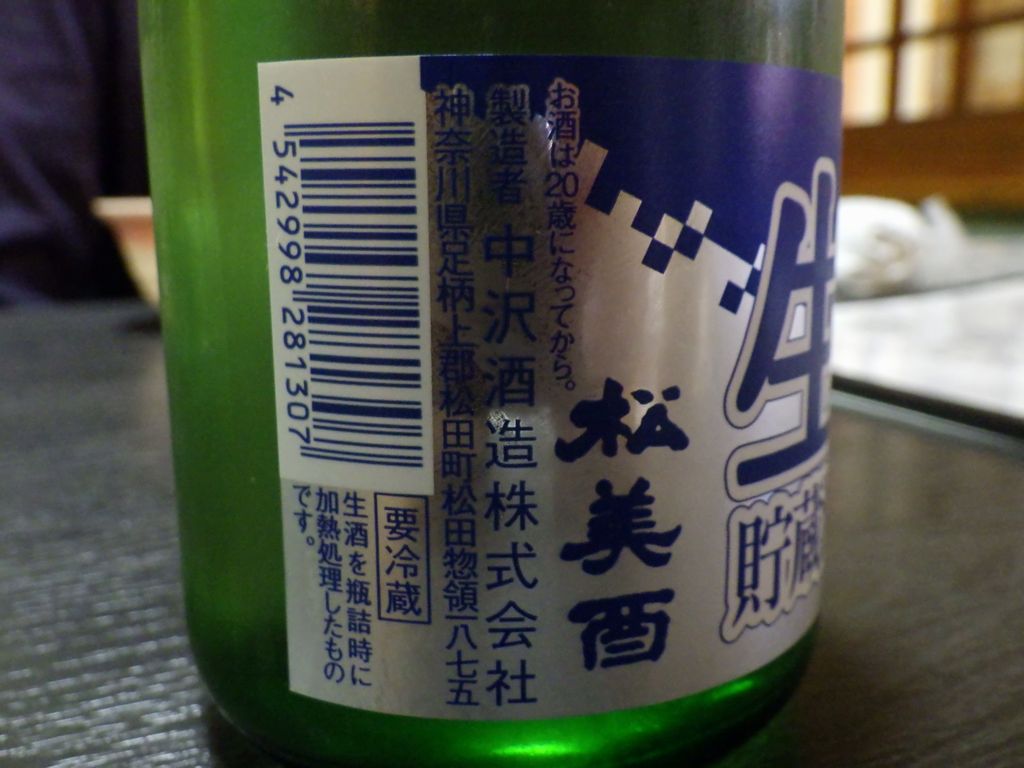 生
貯蔵
松美酉
お酒は20歳になってから。
製造者 中沢酒造株式会社
神奈川県足柄上郡松田町松田惣領一八七五
要冷蔵
生酒を瓶詰時に
加熱処理したもの
です。
4 542998 281307